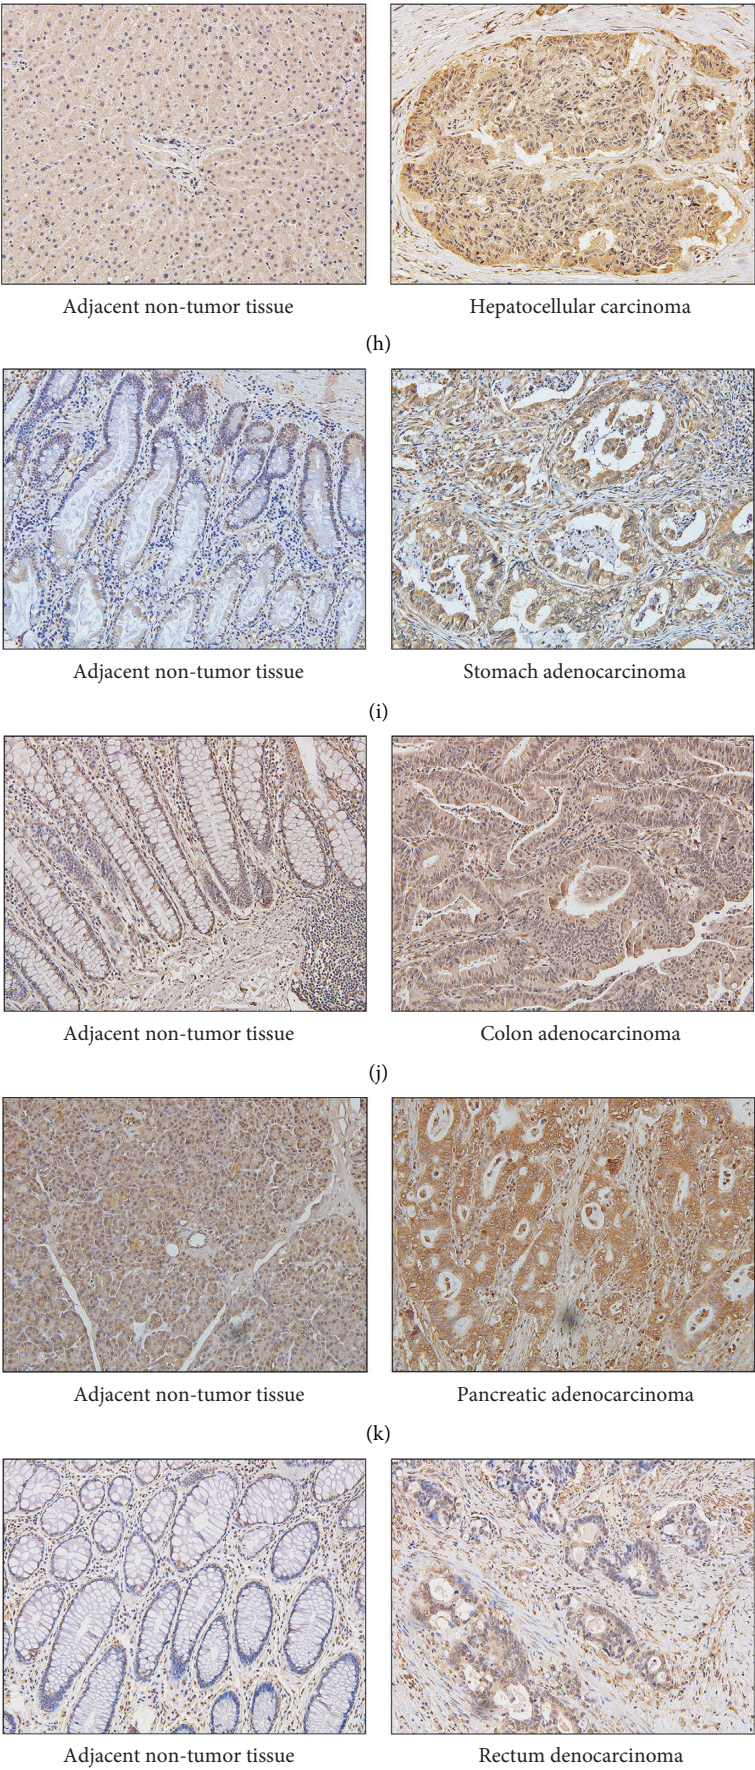 Adjacent non-tumor tissue
Hepatocellular carcinoma
(h)
Adjacent non-tumor tissue
Stomach adenocarcinoma
(i)
Adjacent non-tumor tissue
Colon adenocarcinoma
(j)
Adjacent non-tumor tissue
Pancreatic adenocarcinoma
(k)
Adjacent non-tumor tissue
Rectum denocarcinoma